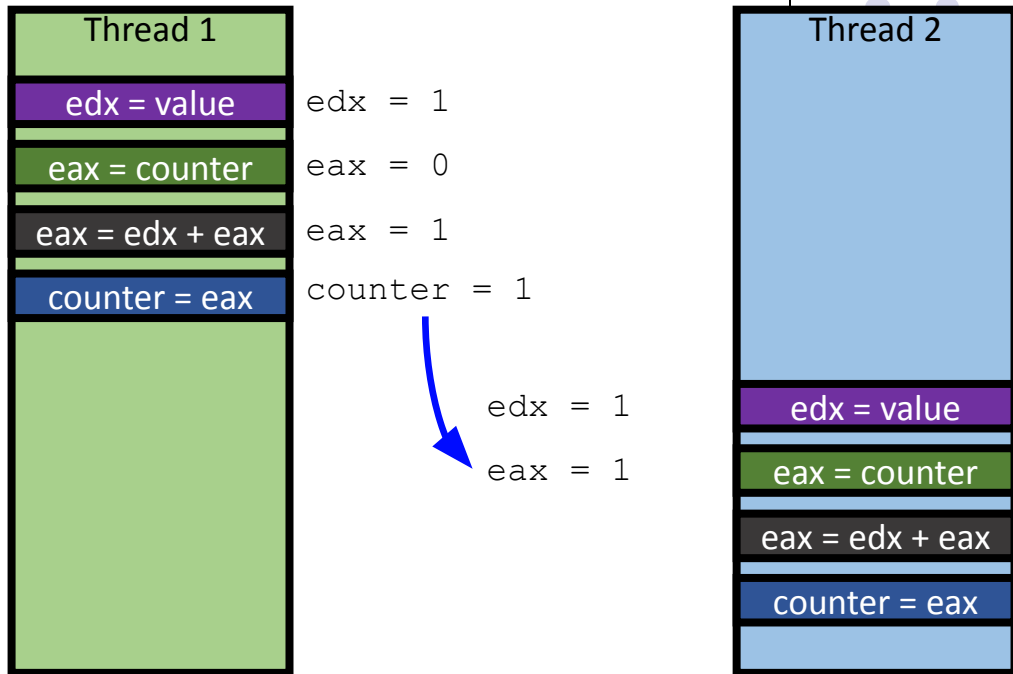 Thread 1
Thread 2
edx = value
edx = 1
eax = counter
eax = 0
eax = edx + eax
eax = 1
counter = eax
counter = 1
edx = 1
edx = value
eax = 1
eax = counter
eax = edx + eax
counter = eax